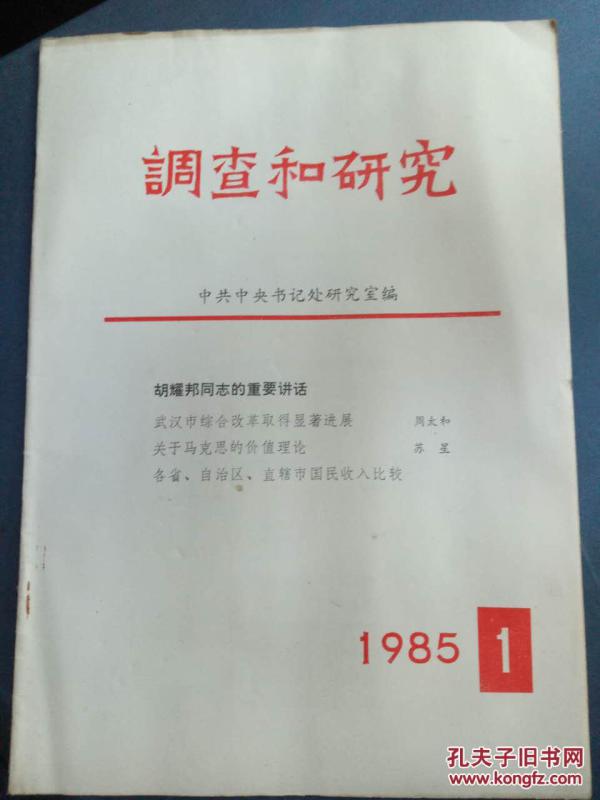 調查和研究
中共中央书记处研究室编
胡耀邦同志的重要讲话
武汉市综合改革取得显著进展 周太和
关于马克思的价值理论 苏星
各省、自治区、直辖市国民收入比较
1985 1
孔夫子旧书网
www.kongfz.com